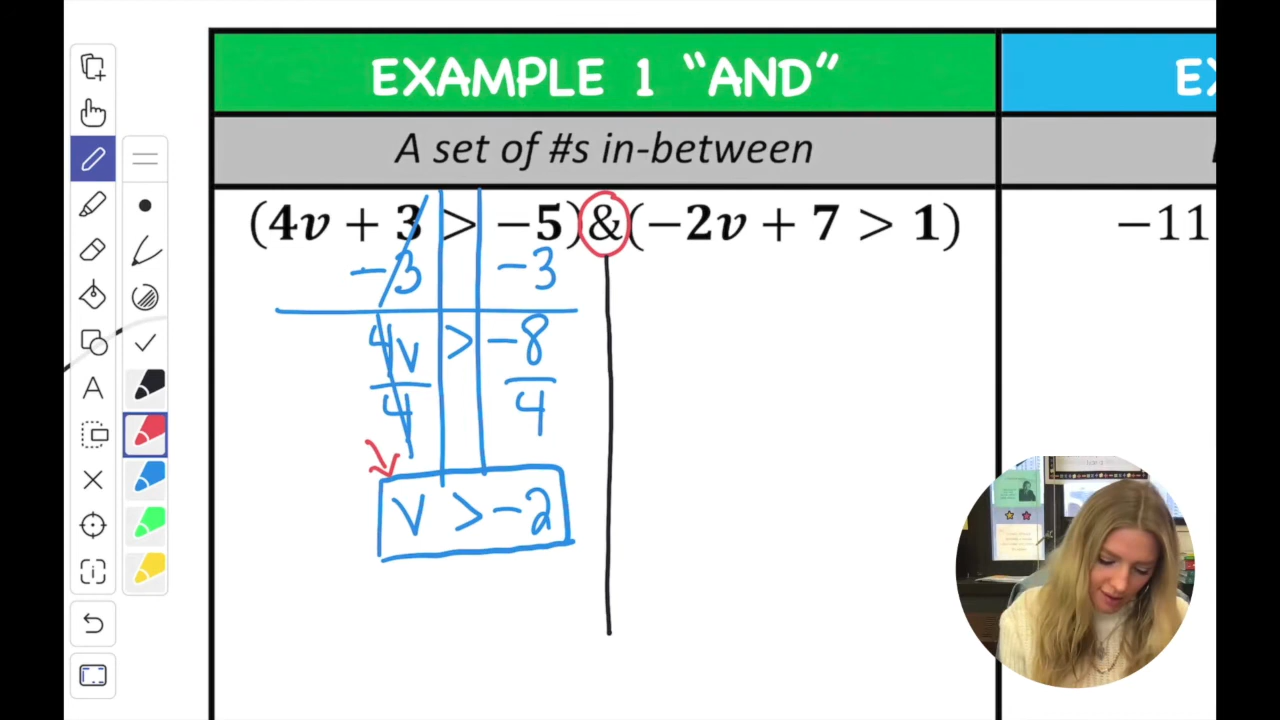 EXAMPLE 1 “AND”
EX
A set of #s in-between
(4v + 3 > −5)&(−2v + 7 > 1)
−11
−3 −3
4v > −8
4 4
v > −2
A